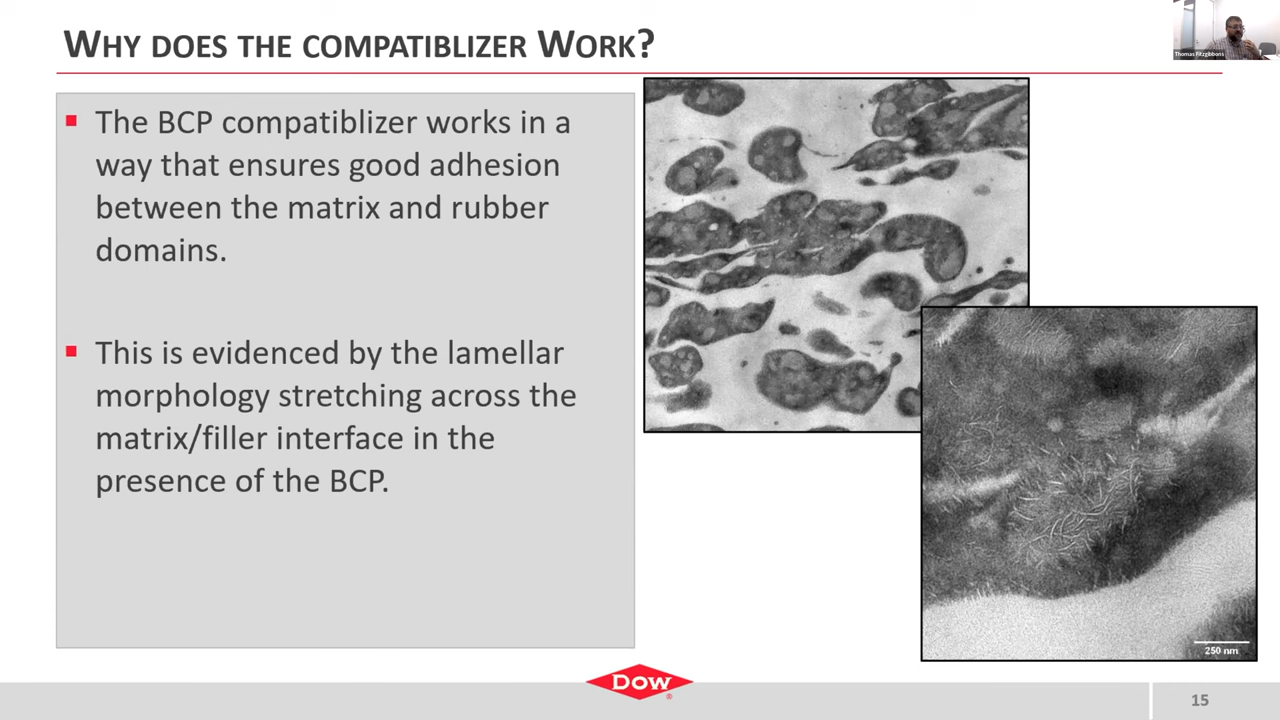 WHY DOES THE COMPATIBLIZER WORK?
Thomas Fitzgibbons
The BCP compatiblizer works in a
way that ensures good adhesion
between the matrix and rubber
domains.
This is evidenced by the lamellar
morphology stretching across the
matrix/filler interface in the
presence of the BCP.
250 nm
DOW®
15